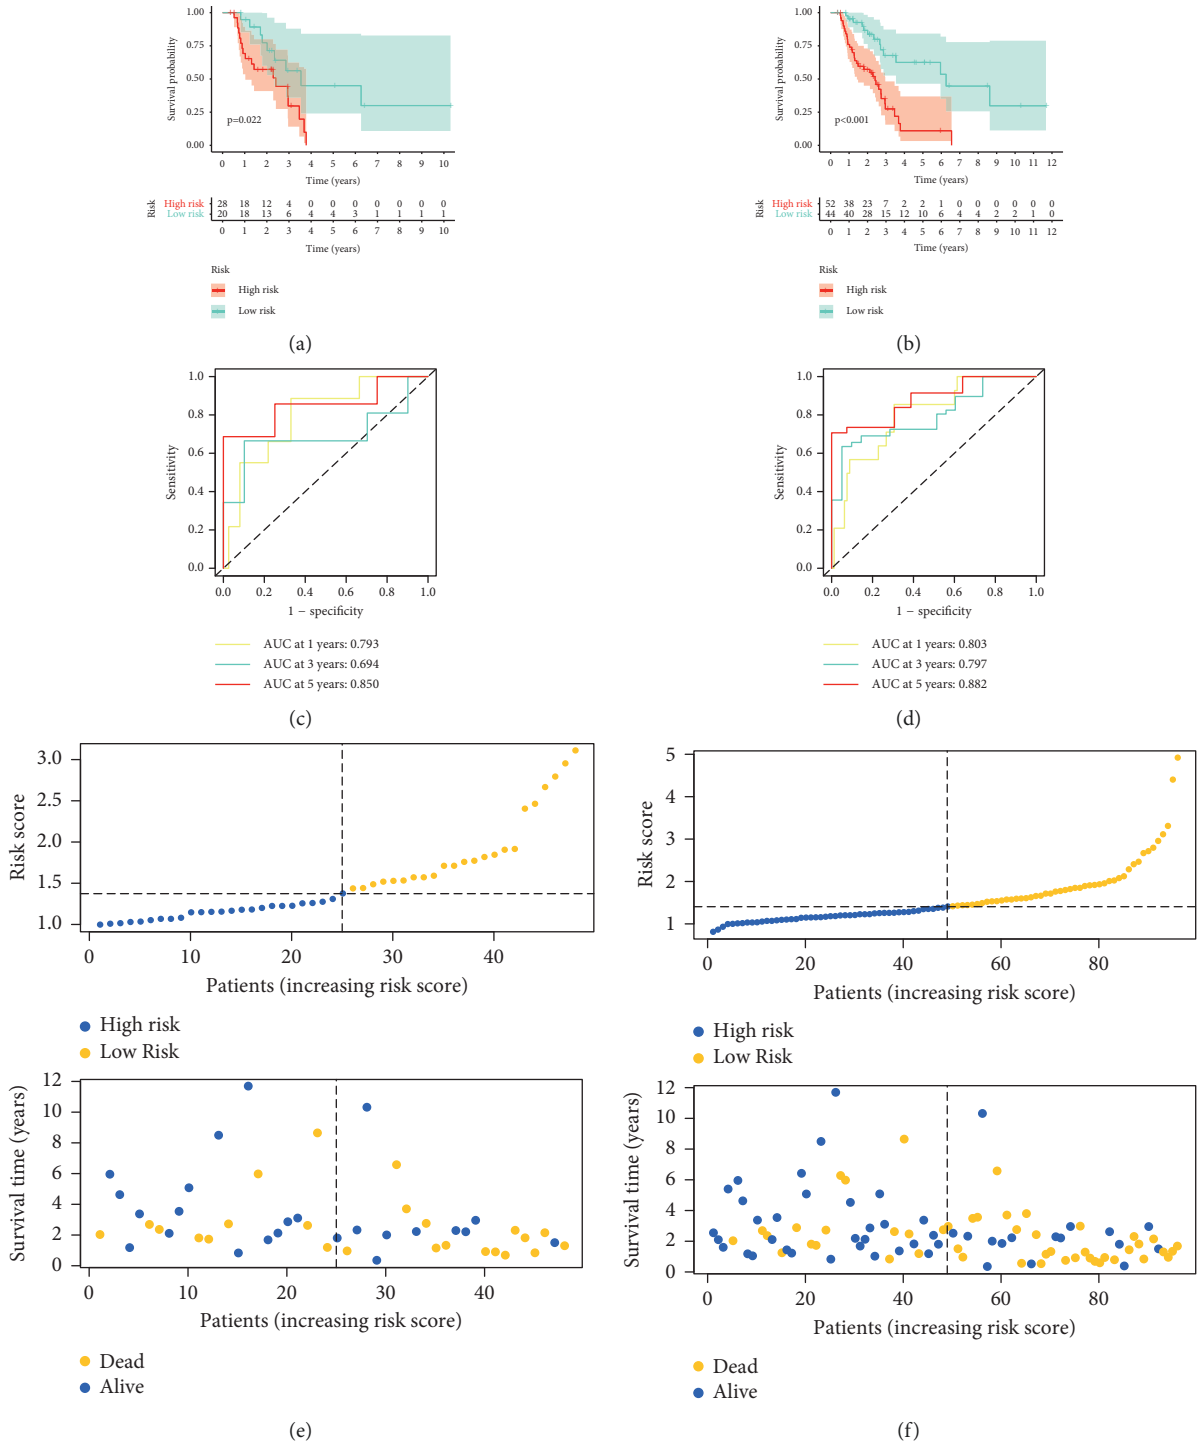 1.00
0.75
0.50
0.25
0.00
Survival probability
p=0.022
0 1 2 3 4 5 6 7 8 9 10
Time (years)
Risk
High risk 28 18 12 4 0 0 0 0 0 0 0
Low risk 20 18 13 6 4 4 3 1 1 1 1
0 1 2 3 4 5 6 7 8 9 10
Time (years)
Risk
High risk
Low risk
(a)
1.00
0.75
0.50
0.25
0.00
Survival probability
p<0.001
0 1 2 3 4 5 6 7 8 9 10 11 12
Time (years)
Risk
High risk 52 38 23 7 2 2 1 0 0 0 0 0 0
Low risk 44 40 28 15 12 10 6 4 4 2 2 1 0
0 1 2 3 4 5 6 7 8 9 10 11 12
Time (years)
Risk
High risk
Low risk
(b)
1.0
0.8
0.6
0.4
0.2
0.0
Sensitivity
0.0 0.2 0.4 0.6 0.8 1.0
1 − specificity
AUC at 1 years: 0.793
AUC at 3 years: 0.694
AUC at 5 years: 0.850
(c)
1.0
0.8
0.6
0.4
0.2
0.0
Sensitivity
0.0 0.2 0.4 0.6 0.8 1.0
1 − specificity
AUC at 1 years: 0.803
AUC at 3 years: 0.797
AUC at 5 years: 0.882
(d)
3.0
2.5
2.0
1.5
1.0
Risk score
0 10 20 30 40
Patients (increasing risk score)
High risk
Low Risk
12
10
8
6
4
2
0
Survival time (years)
0 10 20 30 40
Patients (increasing risk score)
Dead
Alive
(e)
5
4
3
2
1
Risk score
0 20 40 60 80
Patients (increasing risk score)
High risk
Low Risk
12
10
8
6
4
2
0
Survival time (years)
0 20 40 60 80
Patients (increasing risk score)
Dead
Alive
(f)